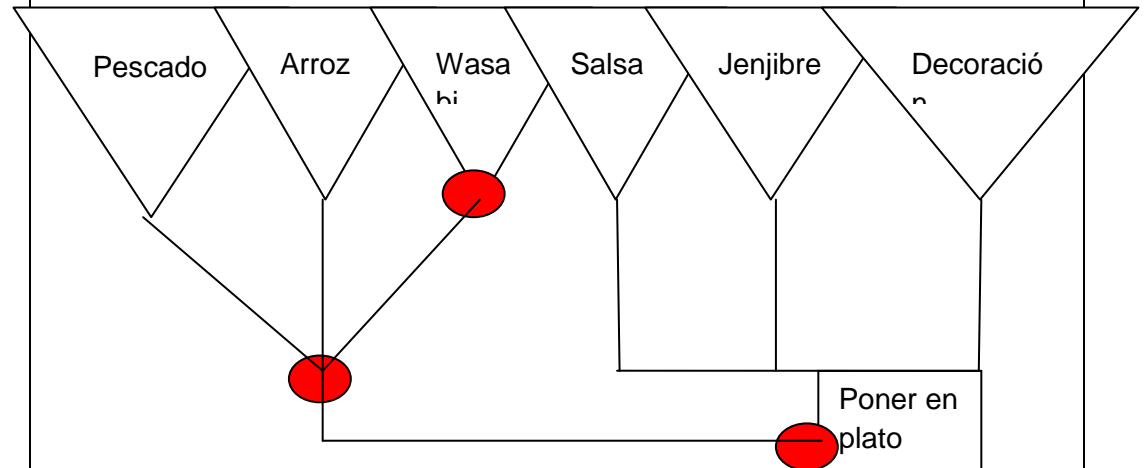 Pescado
Arroz
Wasa
bi
Salsa
Jenjibre
Decoració
n
Poner en
plato